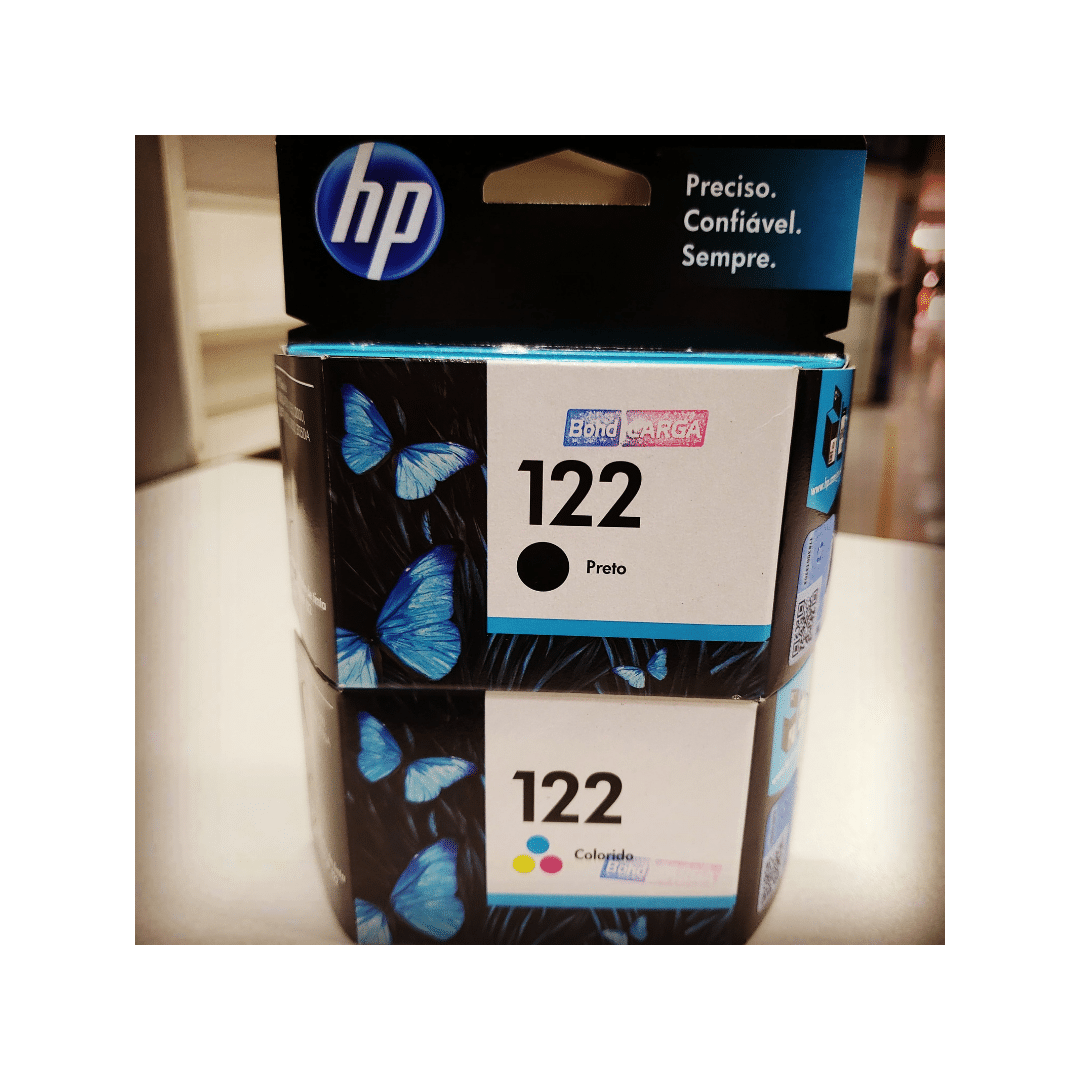 hp
Preciso.
Confiável.
Sempre.
Bond CARGA
122
Preto
122
Colorido
Bond